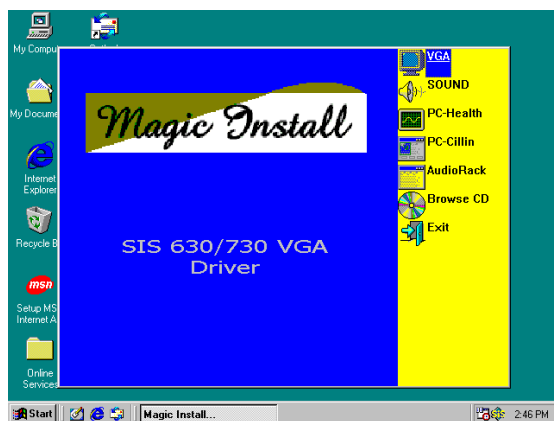 My Compu
My Docume
Internet
Explorer
Recycle B
msn
Setup MS
Internet A
Online
Services
Magic Install
SIS 630/730 VGA
Driver
VGA
SOUND
PC-Health
PC-Cillin
AudioRack
Browse CD
Exit
Start
Magic Install...
2:46 PM